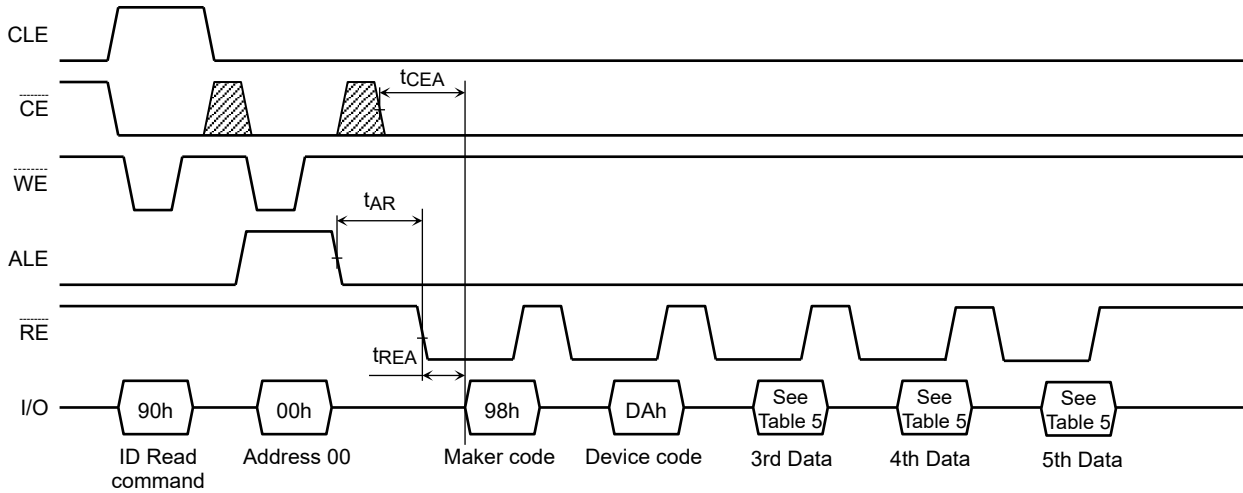 CLE
tCEA
CE
WE
tAR
ALE
RE
tREA
I/O
90h
00h
98h
DAh
See
Table 5
See
Table 5
See
Table 5
ID Read
command
Address 00
Maker code
Device code
3rd Data
4th Data
5th Data